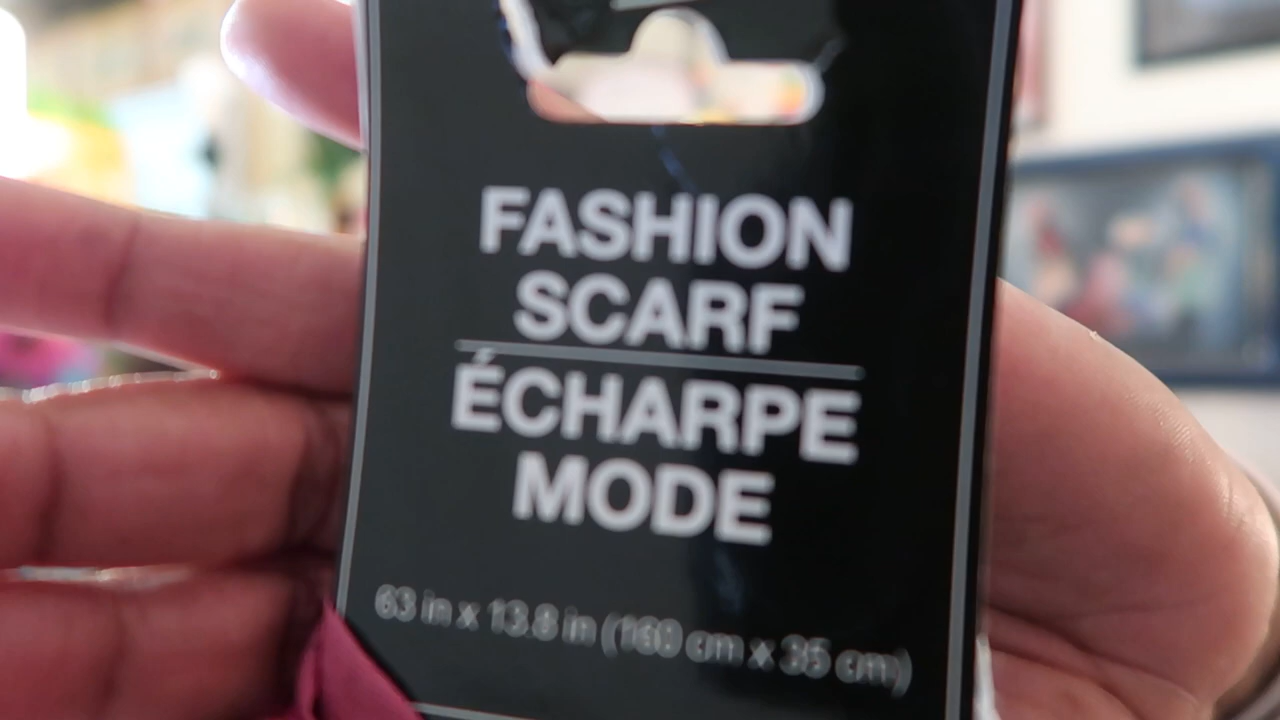 FASHION
SCARF
ÉCHARPE
MODE
63 in x 13.8 in (160 cm x 35 cm)